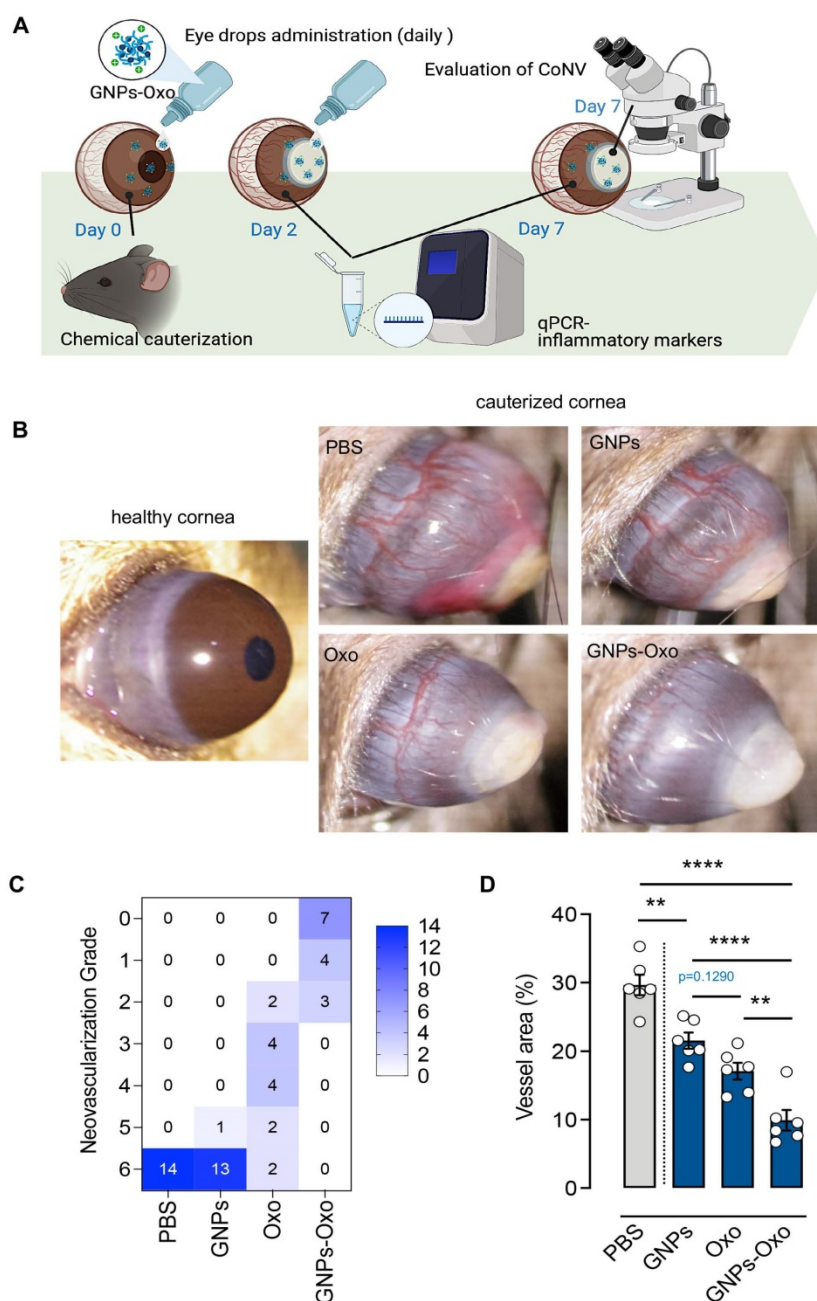 A
Eye drops administration (daily )
GNPs-Oxo
Evaluation of CoNV
Day 7
Day 0
Day 2
Day 7
Chemical cauterization
qPCR-
inflammatory markers
B
cauterized cornea
healthy cornea
PBS
GNPs
Oxo
GNPs-Oxo
C
Neovascularization Grade
0 0 0 0 7
1 0 0 0 4
2 0 0 2 3
3 0 0 4 0
4 0 0 4 0
5 0 1 2 0
6 14 13 2 0
PBS
GNPs
Oxo
GNPs-Oxo
14
12
10
8
6
4
2
0
D
****
**
****
p=0.1290
**
Vessel area (%)
40
30
20
10
0
PBS
GNPs
Oxo
GNPs-Oxo